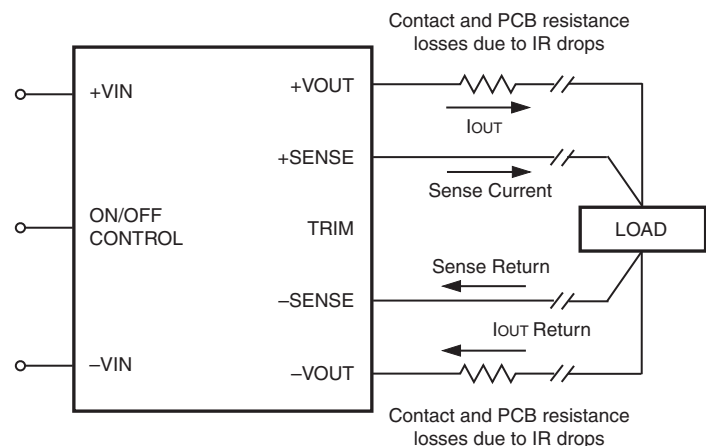 Contact and PCB resistance
losses due to IR drops
+VOUT
+VIN
IOUT
+SENSE
Sense Current
ON/OFF
CONTROL
TRIM
LOAD
Sense Return
–SENSE
IOUT Return
–VIN
–VOUT
Contact and PCB resistance
losses due to IR drops